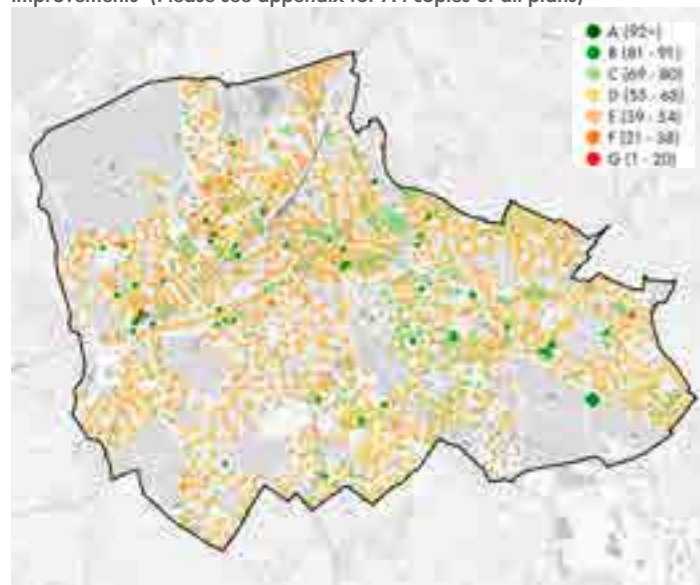 improvements (Please see appendix for A4 copies of all plans)
A (92+)
B (81 - 91)
C (69 - 80)
D (55 - 68)
E (39 - 54)
F (21 - 38)
G (1 - 20)